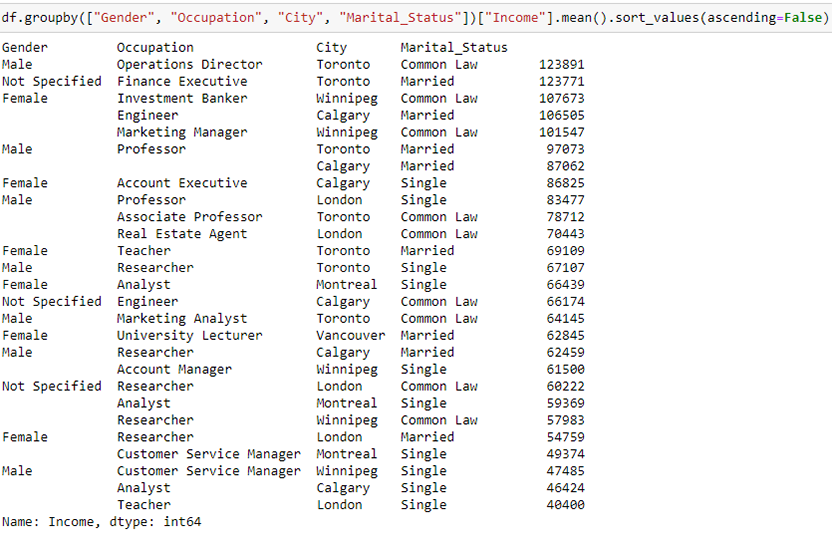 df.groupby(["Gender", "Occupation", "City", "Marital_Status"])["Income"].mean().sort_values(ascending=False)
Gender Occupation City Marital_Status
Male Operations Director Toronto Common Law 123891
Not Specified Finance Executive Toronto Married 123771
Female Investment Banker Winnipeg Common Law 107673
Engineer Calgary Married 106505
Marketing Manager Winnipeg Common Law 101547
Male Professor Toronto Married 97073
Calgary Married 87062
Female Account Executive Calgary Single 86825
Male Professor London Single 83477
Associate Professor Toronto Common Law 78712
Real Estate Agent London Common Law 70443
Female Teacher Toronto Married 69109
Male Researcher Toronto Single 67107
Female Analyst Montreal Single 66439
Not Specified Engineer Calgary Common Law 66174
Male Marketing Analyst Toronto Common Law 64145
Female University Lecturer Vancouver Married 62845
Male Researcher Calgary Married 62459
Account Manager Winnipeg Single 61500
Not Specified Researcher London Common Law 60222
Analyst Montreal Single 59369
Researcher Winnipeg Common Law 57983
Female Researcher London Married 54759
Customer Service Manager Montreal Single 49374
Male Customer Service Manager Winnipeg Single 47485
Analyst Calgary Single 46424
Teacher London Single 40400
Name: Income, dtype: int64